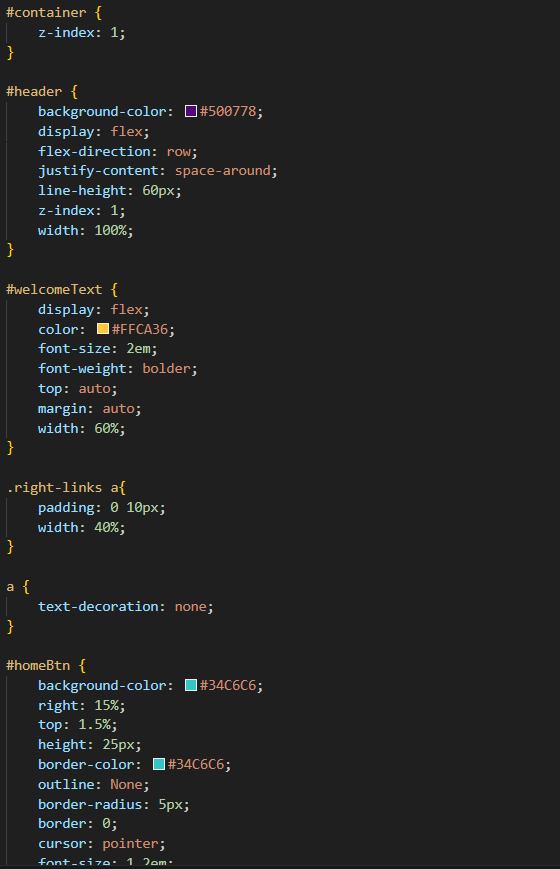 #container {
z-index: 1;
}
#header {
background-color: #500778;
display: flex;
flex-direction: row;
justify-content: space-around;
line-height: 60px;
z-index: 1;
width: 100%;
}
#welcomeText {
display: flex;
color: #FFCA36;
font-size: 2em;
font-weight: bolder;
top: auto;
margin: auto;
width: 60%;
}
.right-links a{
padding: 0 10px;
width: 40%;
}
a {
text-decoration: none;
}
#homeBtn {
background-color: #34C6C6;
right: 15%;
top: 1.5%;
height: 25px;
border-color: #34C6C6;
outline: None;
border-radius: 5px;
border: 0;
cursor: pointer;
font-size: 1.2em;